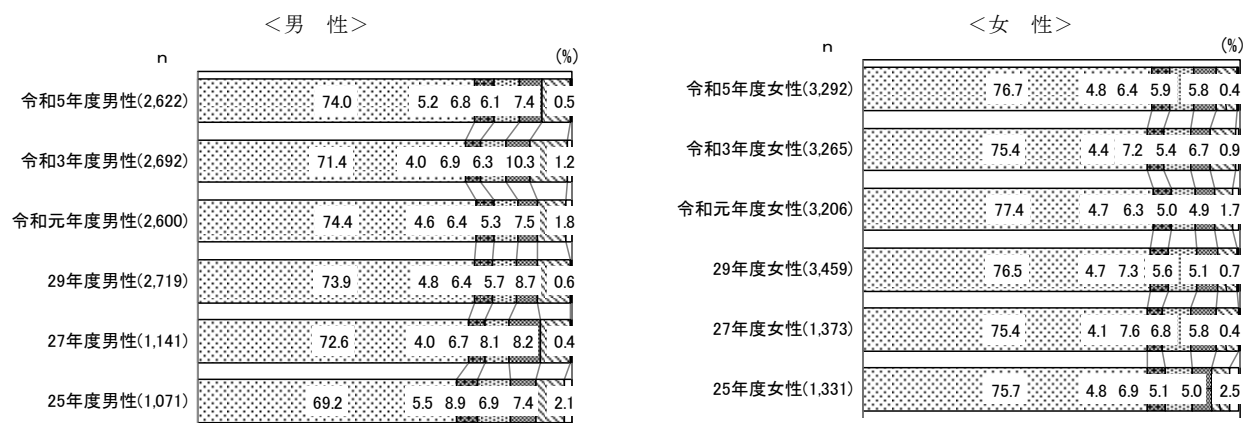 ＜男　性＞
ｎ (%)
令和5年度男性(2,622) 74.0 5.2 6.8 6.1 7.4 0.5
令和3年度男性(2,692) 71.4 4.0 6.9 6.3 10.3 1.2
令和元年度男性(2,600) 74.4 4.6 6.4 5.3 7.5 1.8
29年度男性(2,719) 73.9 4.8 6.4 5.7 8.7 0.6
27年度男性(1,141) 72.6 4.0 6.7 8.1 8.2 0.4
25年度男性(1,071) 69.2 5.5 8.9 6.9 7.4 2.1
＜女　性＞
ｎ (%)
令和5年度女性(3,292) 76.7 4.8 6.4 5.9 5.8 0.4
令和3年度女性(3,265) 75.4 4.4 7.2 5.4 6.7 0.9
令和元年度女性(3,206) 77.4 4.7 6.3 5.0 4.9 1.7
29年度女性(3,459) 76.5 4.7 7.3 5.6 5.1 0.7
27年度女性(1,373) 75.4 4.1 7.6 6.8 5.8 0.4
25年度女性(1,331) 75.7 4.8 6.9 5.1 5.0 2.5